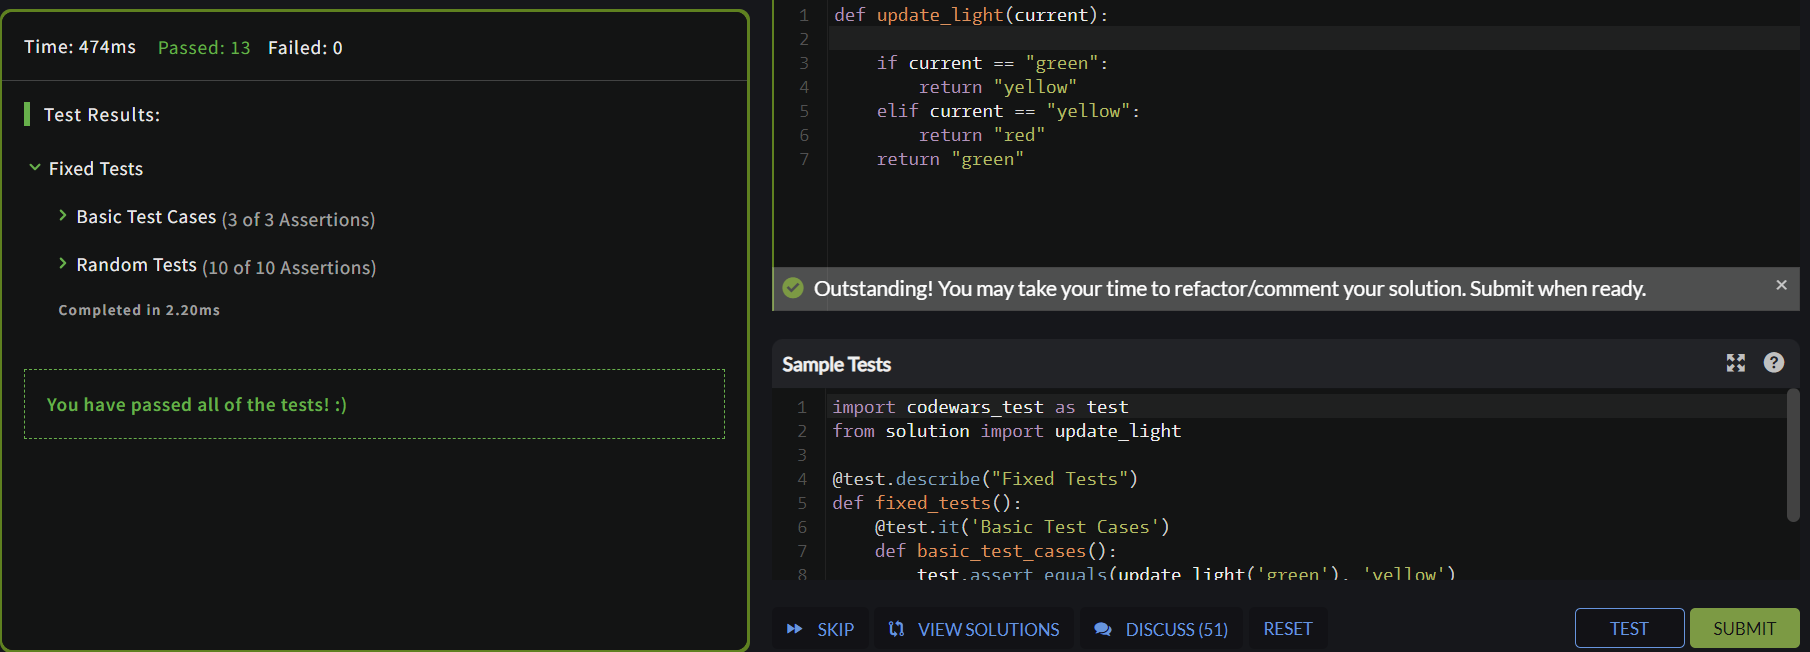 Time: 474ms Passed: 13 Failed: 0
Test Results:
Fixed Tests
Basic Test Cases (3 of 3 Assertions)
Random Tests (10 of 10 Assertions)
Completed in 2.20ms
You have passed all of the tests! :)
1 def update_light(current):
2
3     if current == "green":
4         return "yellow"
5     elif current == "yellow":
6         return "red"
7     return "green"
Outstanding! You may take your time to refactor/comment your solution. Submit when ready.
Sample Tests
1 import codewars_test as test
2 from solution import update_light
3
4 @test.describe("Fixed Tests")
5 def fixed_tests():
6     @test.it('Basic Test Cases')
7     def basic_test_cases():
8         test.assert_equals(update_light('green'), 'yellow')
SKIP VIEW SOLUTIONS DISCUSS (51) RESET TEST SUBMIT